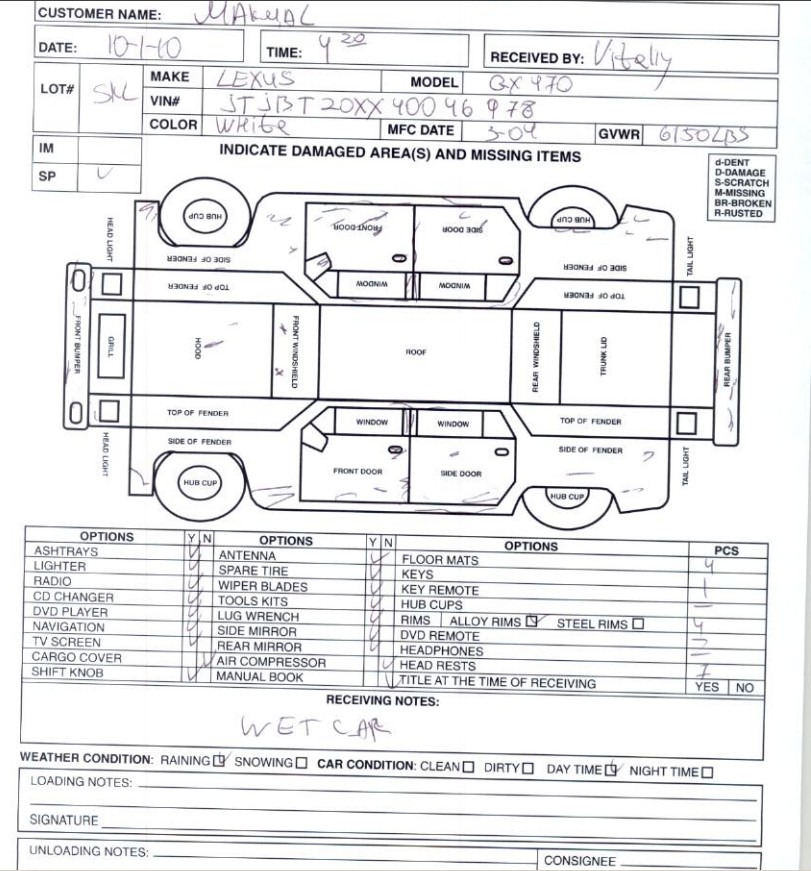 CUSTOMER NAME: MAKMAL
DATE: 10-1-10 TIME: 4 20 RECEIVED BY: Vitaliy
LOT# SM MAKE LEXUS MODEL GX 470
VIN# JTJBT20XX40046978
COLOR White MFC DATE 3-04 GVWR 6150LBS
IM
SP
INDICATE DAMAGED AREA(S) AND MISSING ITEMS
d-DENT
D-DAMAGE
S-SCRATCH
M-MISSING
BR-BROKEN
R-RUSTED
HUB CUP HUB CUP
HEAD LIGHT SIDE OF FENDER FRONT DOOR SIDE DOOR SIDE OF FENDER TAIL LIGHT
TOP OF FENDER WINDOW WINDOW TOP OF FENDER
FRONT BUMPER GRILL HOOD FRONT WINDSHIELD ROOF REAR WINDSHIELD TRUNK LID REAR BUMPER
TOP OF FENDER WINDOW WINDOW TOP OF FENDER
HEAD LIGHT SIDE OF FENDER FRONT DOOR SIDE DOOR SIDE OF FENDER TAIL LIGHT
HUB CUP HUB CUP
OPTIONS Y N OPTIONS Y N OPTIONS PCS
ASHTRAYS ANTENNA FLOOR MATS 4
LIGHTER SPARE TIRE KEYS 1
RADIO WIPER BLADES KEY REMOTE
CD CHANGER TOOLS KITS HUB CUPS —
DVD PLAYER LUG WRENCH RIMS ALLOY RIMS STEEL RIMS 4
NAVIGATION SIDE MIRROR DVD REMOTE
TV SCREEN REAR MIRROR HEADPHONES —
CARGO COVER AIR COMPRESSOR HEAD RESTS 7
SHIFT KNOB MANUAL BOOK TITLE AT THE TIME OF RECEIVING YES NO
RECEIVING NOTES:
WET CAR
WEATHER CONDITION: RAINING SNOWING CAR CONDITION: CLEAN DIRTY DAY TIME NIGHT TIME
LOADING NOTES:
SIGNATURE
UNLOADING NOTES: CONSIGNEE